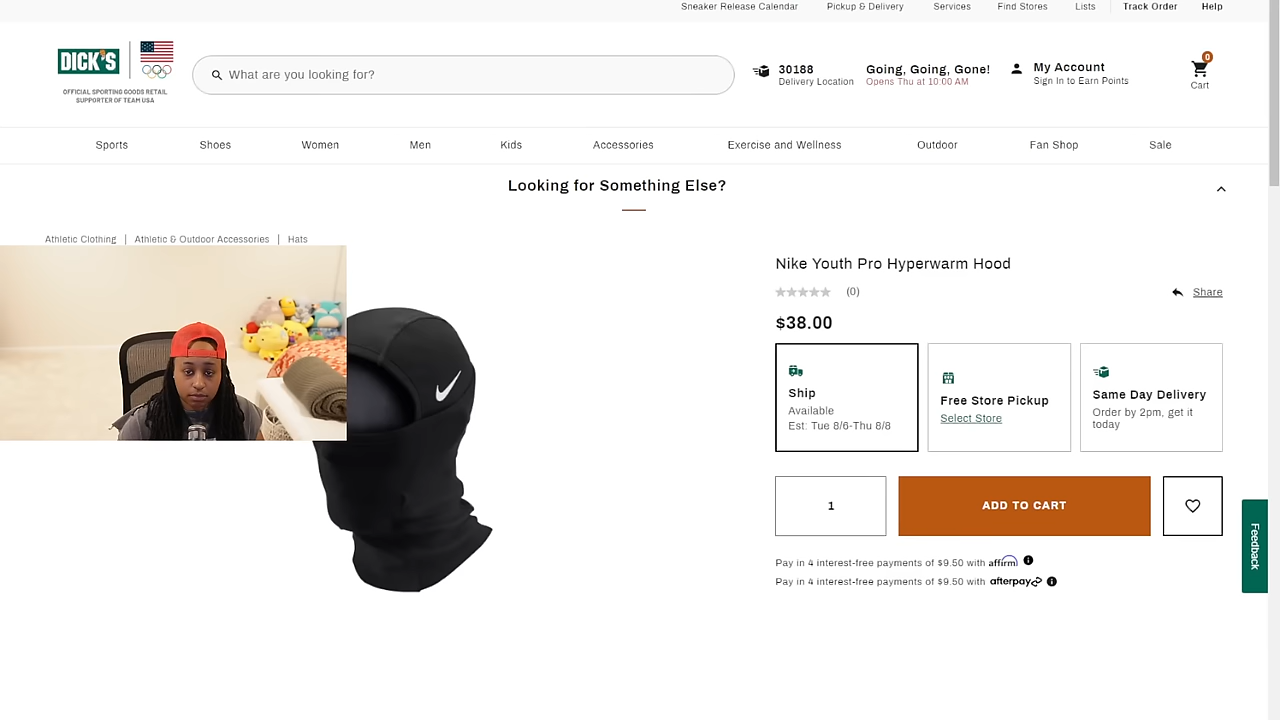 Sneaker Release Calendar
Pickup & Delivery
Services
Find Stores
Lists
Track Order
Help
DICK'S
OFFICIAL SPORTING GOODS RETAIL
SUPPORTER OF TEAM USA
What are you looking for?
30188
Delivery Location
Going, Going, Gone!
Opens Thu at 10:00 AM
My Account
Sign In to Earn Points
0
Cart
Sports
Shoes
Women
Men
Kids
Accessories
Exercise and Wellness
Outdoor
Fan Shop
Sale
Looking for Something Else?
Athletic Clothing | Athletic & Outdoor Accessories | Hats
Nike Youth Pro Hyperwarm Hood
(0)
Share
$38.00
Ship
Available
Est: Tue 8/6-Thu 8/8
Free Store Pickup
Select Store
Same Day Delivery
Order by 2pm, get it
today
1
ADD TO CART
Pay in 4 interest-free payments of $9.50 with affirm
Pay in 4 interest-free payments of $9.50 with afterpay
Feedback